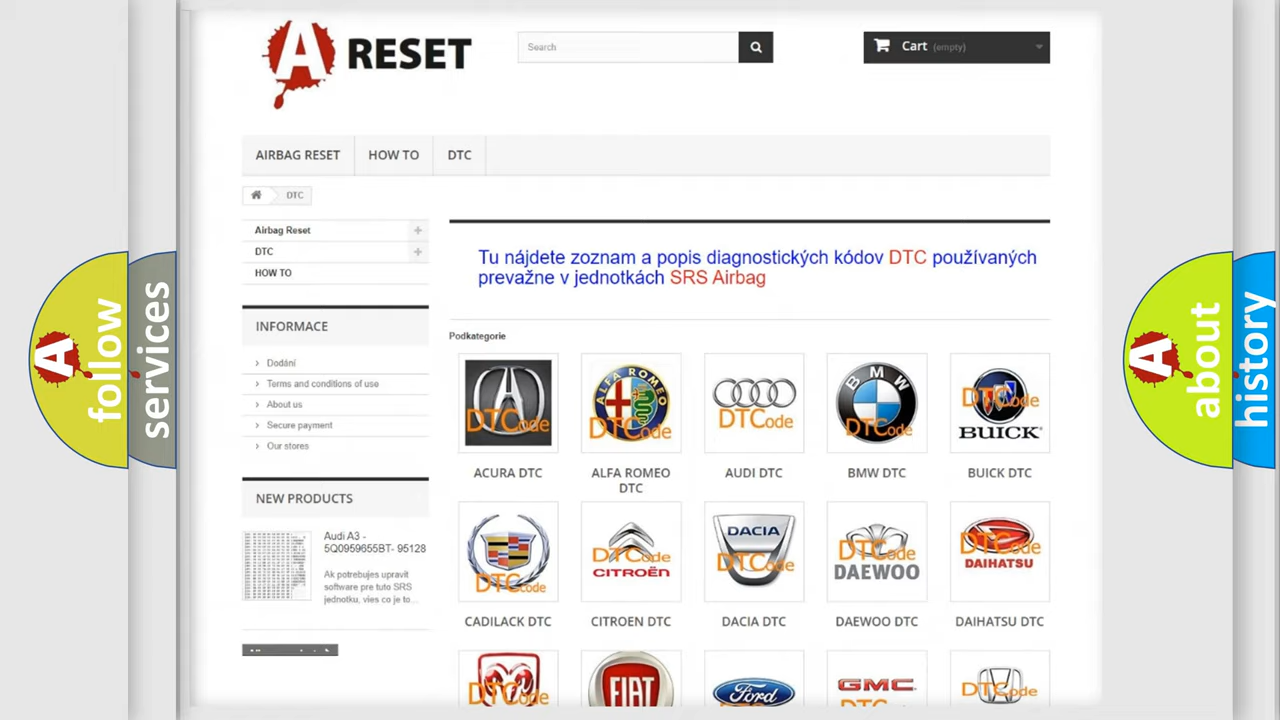 A RESET
Search
Cart (empty)
AIRBAG RESET
HOW TO
DTC
DTC
Airbag Reset
DTC
HOW TO
Tu nájdete zoznam a popis diagnostických kódov DTC používaných
prevažne v jednotkách SRS Airbag
INFORMACE
Dodání
Terms and conditions of use
About us
Secure payment
Our stores
Podkategorie
DTCode
ALFA ROMEO
DTCode
DTCode
BMW
DTCode
DTCode
BUICK
ACURA DTC
ALFA ROMEO
DTC
AUDI DTC
BMW DTC
BUICK DTC
NEW PRODUCTS
Audi A3 -
5Q0959655BT- 95128
Ak potrebujes upravit
software pre tuto SRS
jednotku, vies co je to...
DTCode
DTCode
CITROËN
DACIA
DTCode
DTCode
DAEWOO
DTCode
DAIHATSU
CADILACK DTC
CITROEN DTC
DACIA DTC
DAEWOO DTC
DAIHATSU DTC
DTCode
FIAT
Ford
GMC
DTCode
A follow
services
A about
history